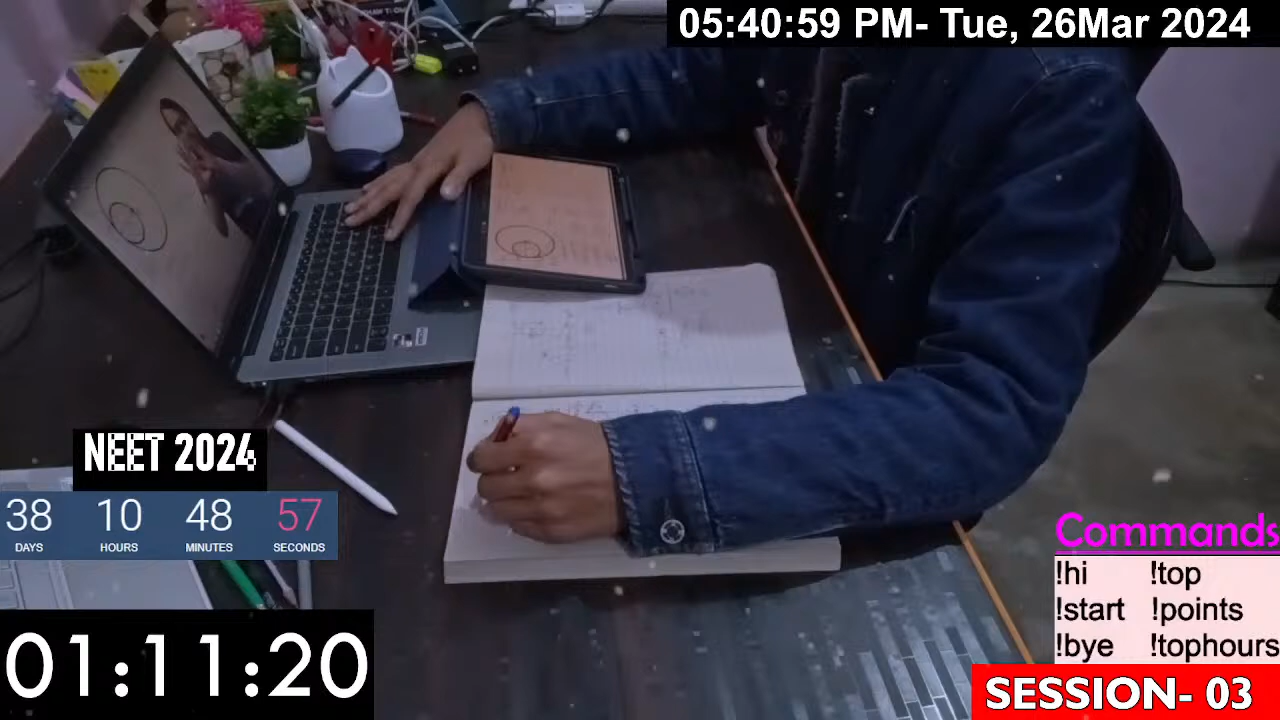 05:40:59 PM- Tue, 26Mar 2024
NEET 2024
38 10 48 57
DAYS HOURS MINUTES SECONDS
01:11:20
Commands
!hi !top
!start !points
!bye !tophours
SESSION- 03